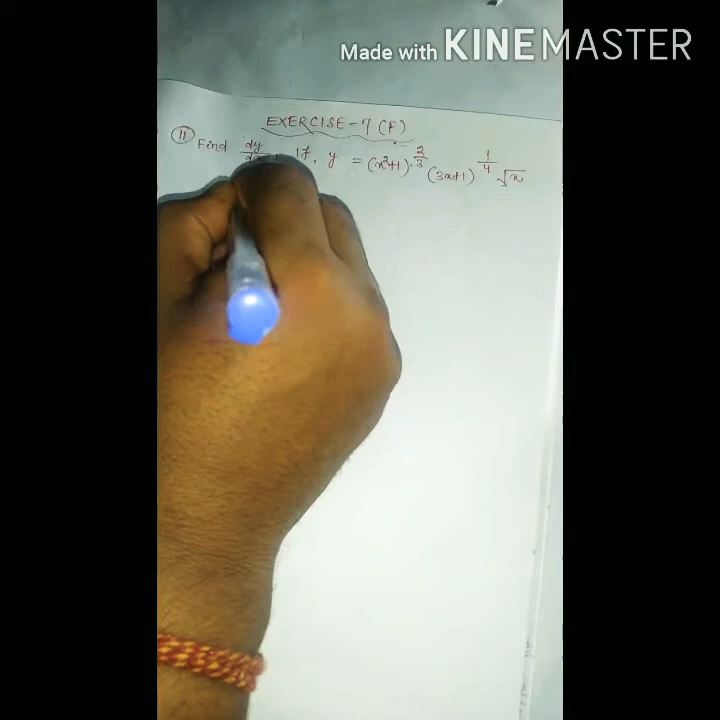 Made with KINEMASTER
EXERCISE-7(F)
11 Find dy/dx, if, y = (x²+1)^2/3 (3x+1)^1/4 √x